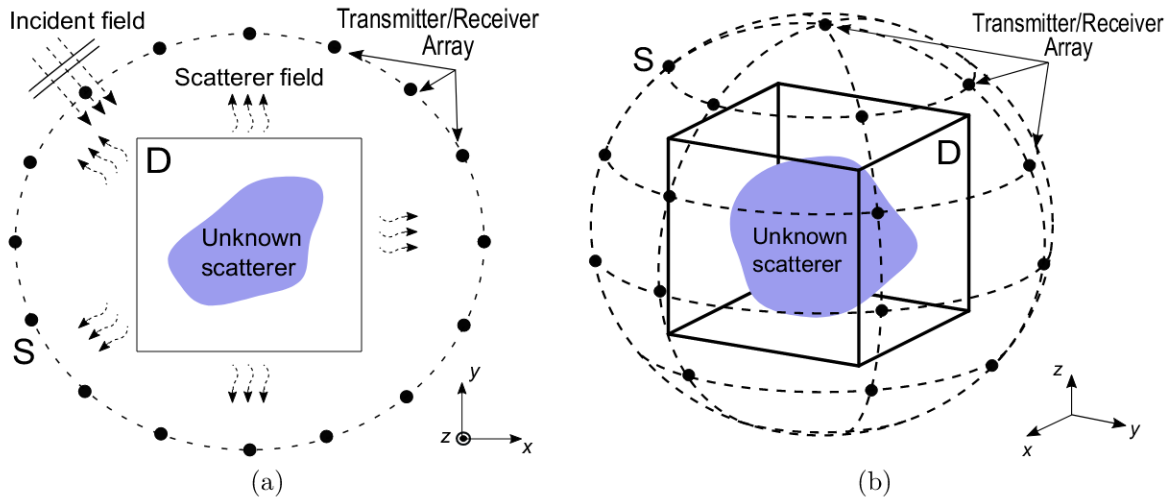 Incident field
Transmitter/Receiver
Array
Scatterer field
D
Unknown
scatterer
S
y
z
x
(a)
Transmitter/Receiver
Array
S
D
Unknown
scatterer
z
y
x
(b)